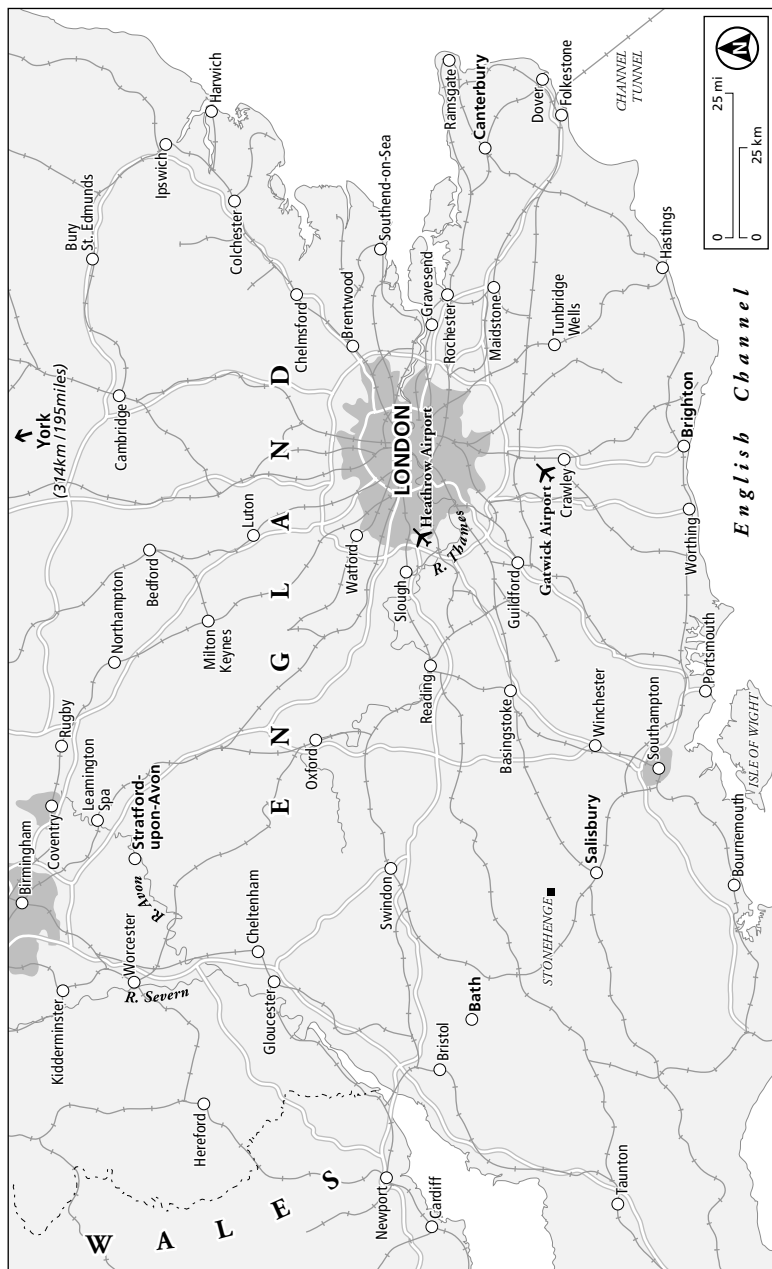 York
(314km /195miles)
Birmingham
Kidderminster
Coventry
Rugby
Leamington
Spa
Stratford-
upon-Avon
R. Avon
Worcester
R. Severn
Northampton
Bedford
Cambridge
Bury
St. Edmunds
Ipswich
Harwich
Colchester
Milton
Keynes
Luton
Hereford
Cheltenham
Gloucester
Oxford
ENGLAND
WALES
Chelmsford
Brentwood
Southend-on-Sea
Watford
LONDON
Heathrow Airport
Slough
R. Thames
Gravesend
Rochester
Ramsgate
Canterbury
Maidstone
Dover
Folkestone
CHANNEL
TUNNEL
Newport
Cardiff
Bristol
Bath
Swindon
Reading
Basingstoke
Guildford
Gatwick Airport
Crawley
Tunbridge
Wells
Hastings
STONEHENGE
Salisbury
Winchester
Southampton
Portsmouth
ISLE OF WIGHT
Bournemouth
Worthing
Brighton
Taunton
English Channel
0 25 mi
0 25 km
N